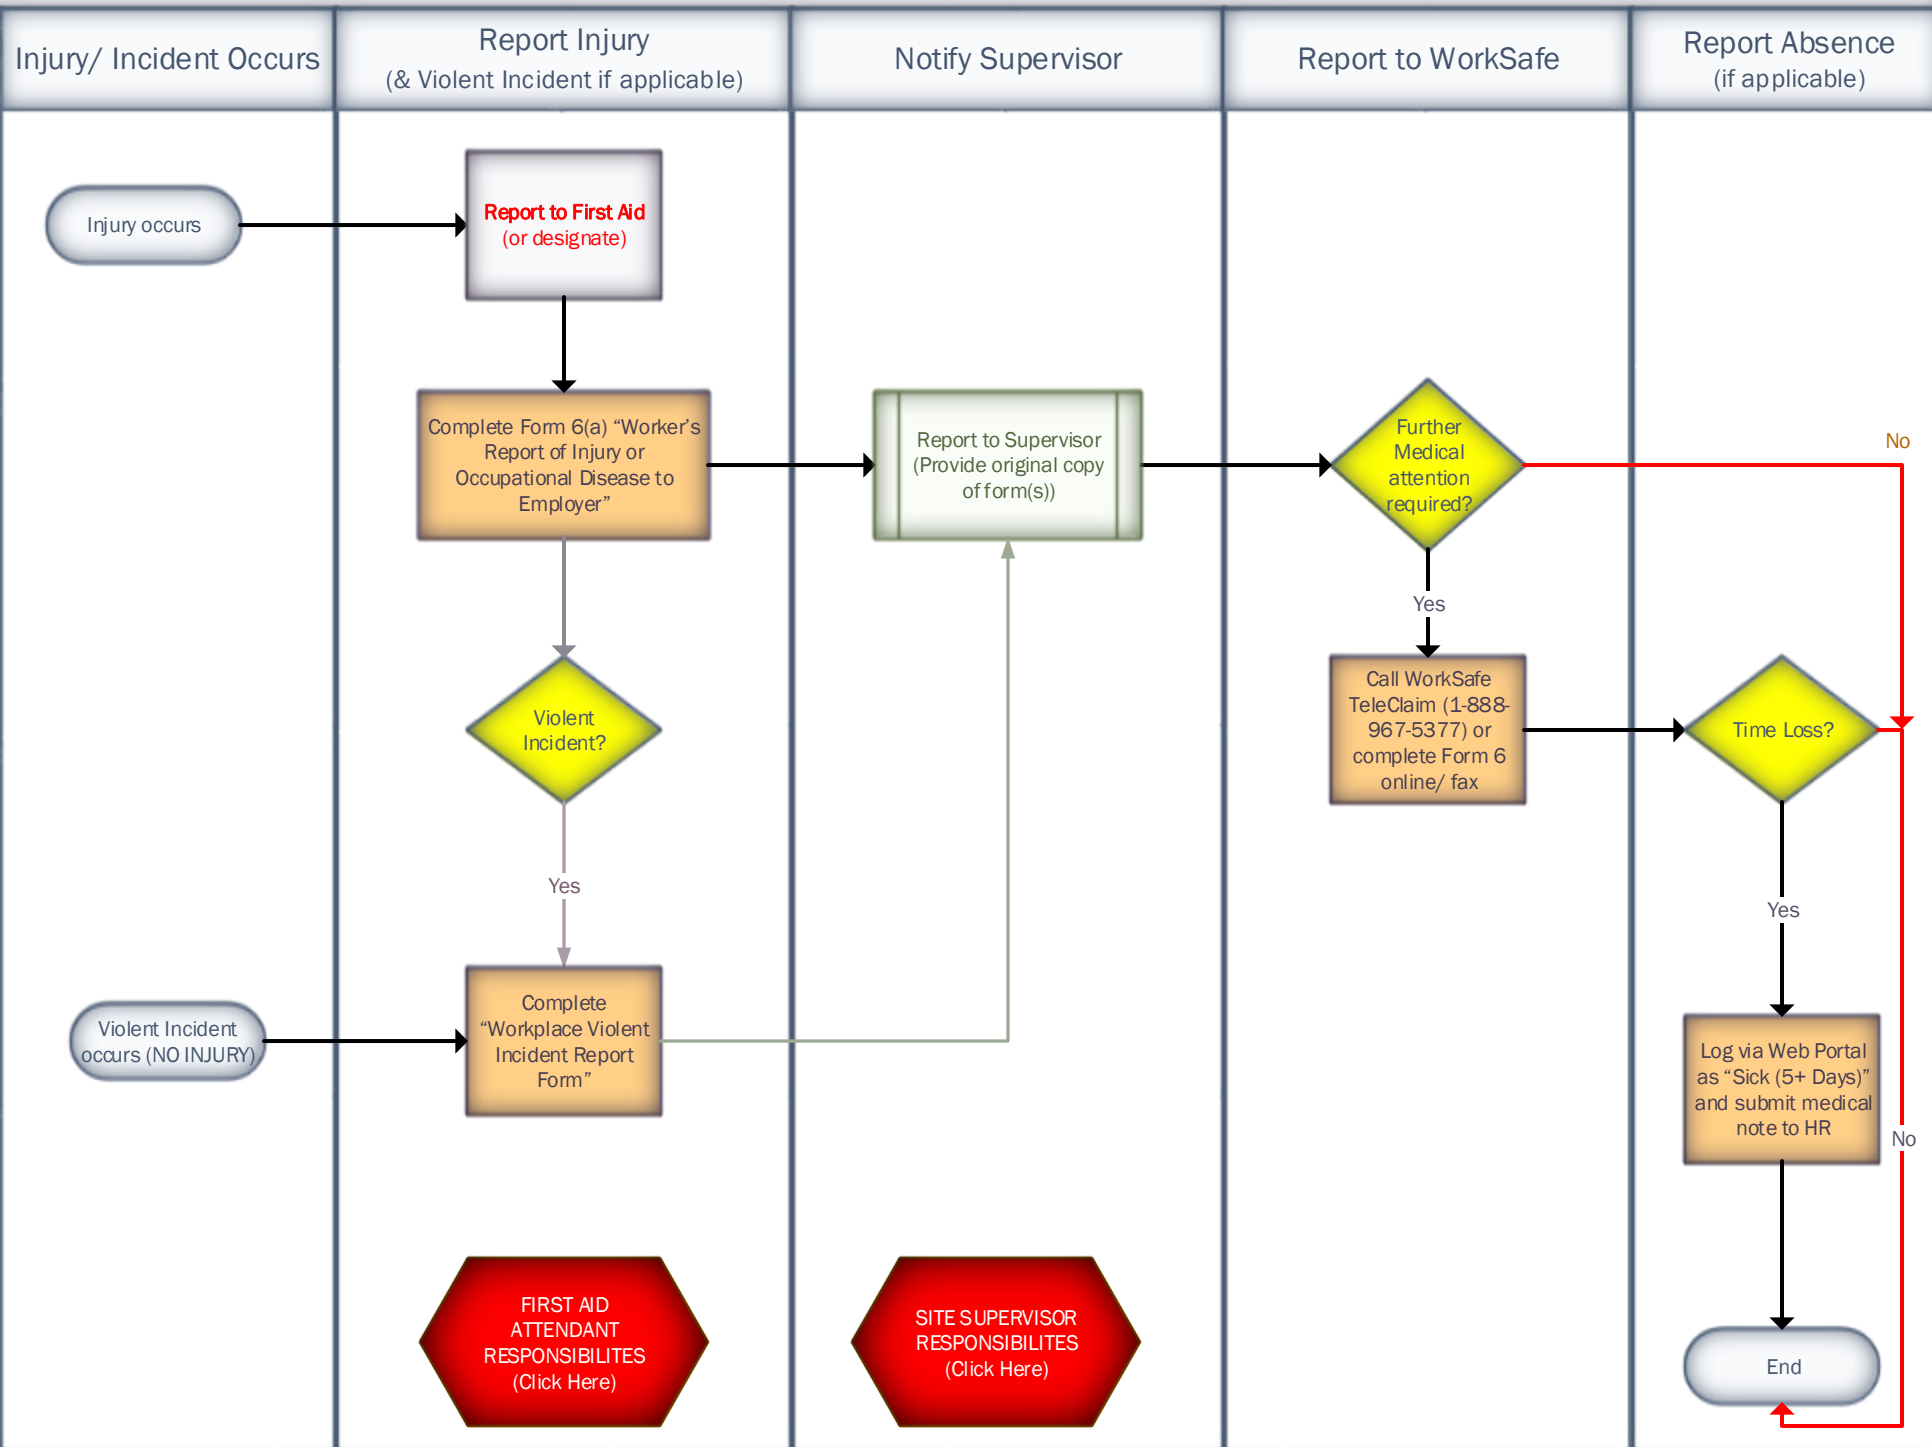 Injury/ Incident Occurs
Report Injury
(& Violent Incident if applicable)
Notify Supervisor
Report to WorkSafe
Report Absence
(if applicable)
Injury occurs
Report to First Aid
(or designate)
Complete Form 6(a) “Worker’s
Report of Injury or
Occupational Disease to
Employer”
Report to Supervisor
(Provide original copy
of form(s))
Further
Medical
attention
required?
No
Yes
Call WorkSafe
TeleClaim (1-888-
967-5377) or
complete Form 6
online/ fax
Time Loss?
Violent
Incident?
Yes
Yes
Violent Incident
occurs (NO INJURY)
Complete
“Workplace Violent
Incident Report
Form”
Log via Web Portal
as “Sick (5+ Days)”
and submit medical
note to HR
No
FIRST AID
ATTENDANT
RESPONSIBILITES
(Click Here)
SITE SUPERVISOR
RESPONSIBILITES
(Click Here)
End